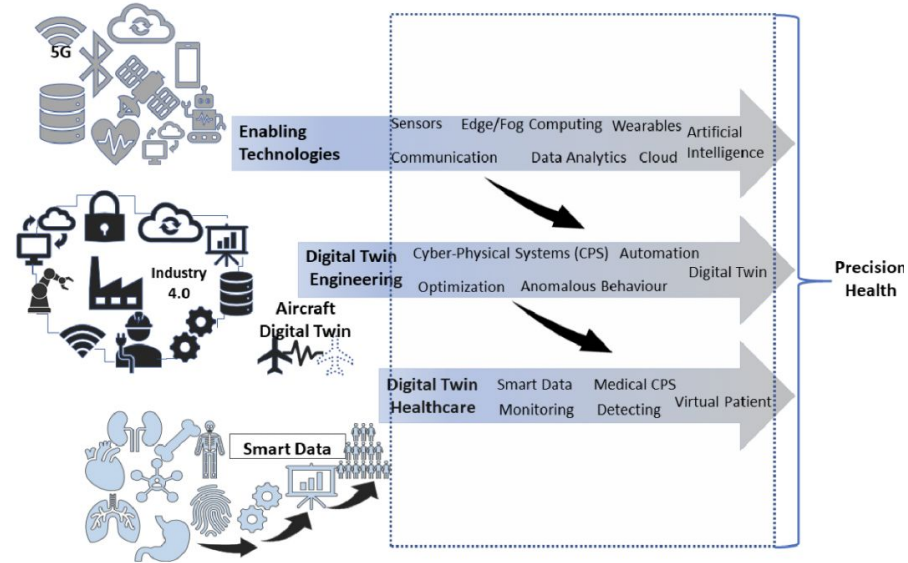 5G
Enabling
Technologies
Sensors Edge/Fog Computing Wearables
Communication Data Analytics Cloud
Artificial
Intelligence
Industry
4.0
Aircraft
Digital Twin
Digital Twin
Engineering
Cyber-Physical Systems (CPS) Automation
Optimization Anomalous Behaviour
Digital Twin
Precision
Health
Digital Twin
Healthcare
Smart Data Medical CPS
Monitoring Detecting
Virtual Patient
Smart Data